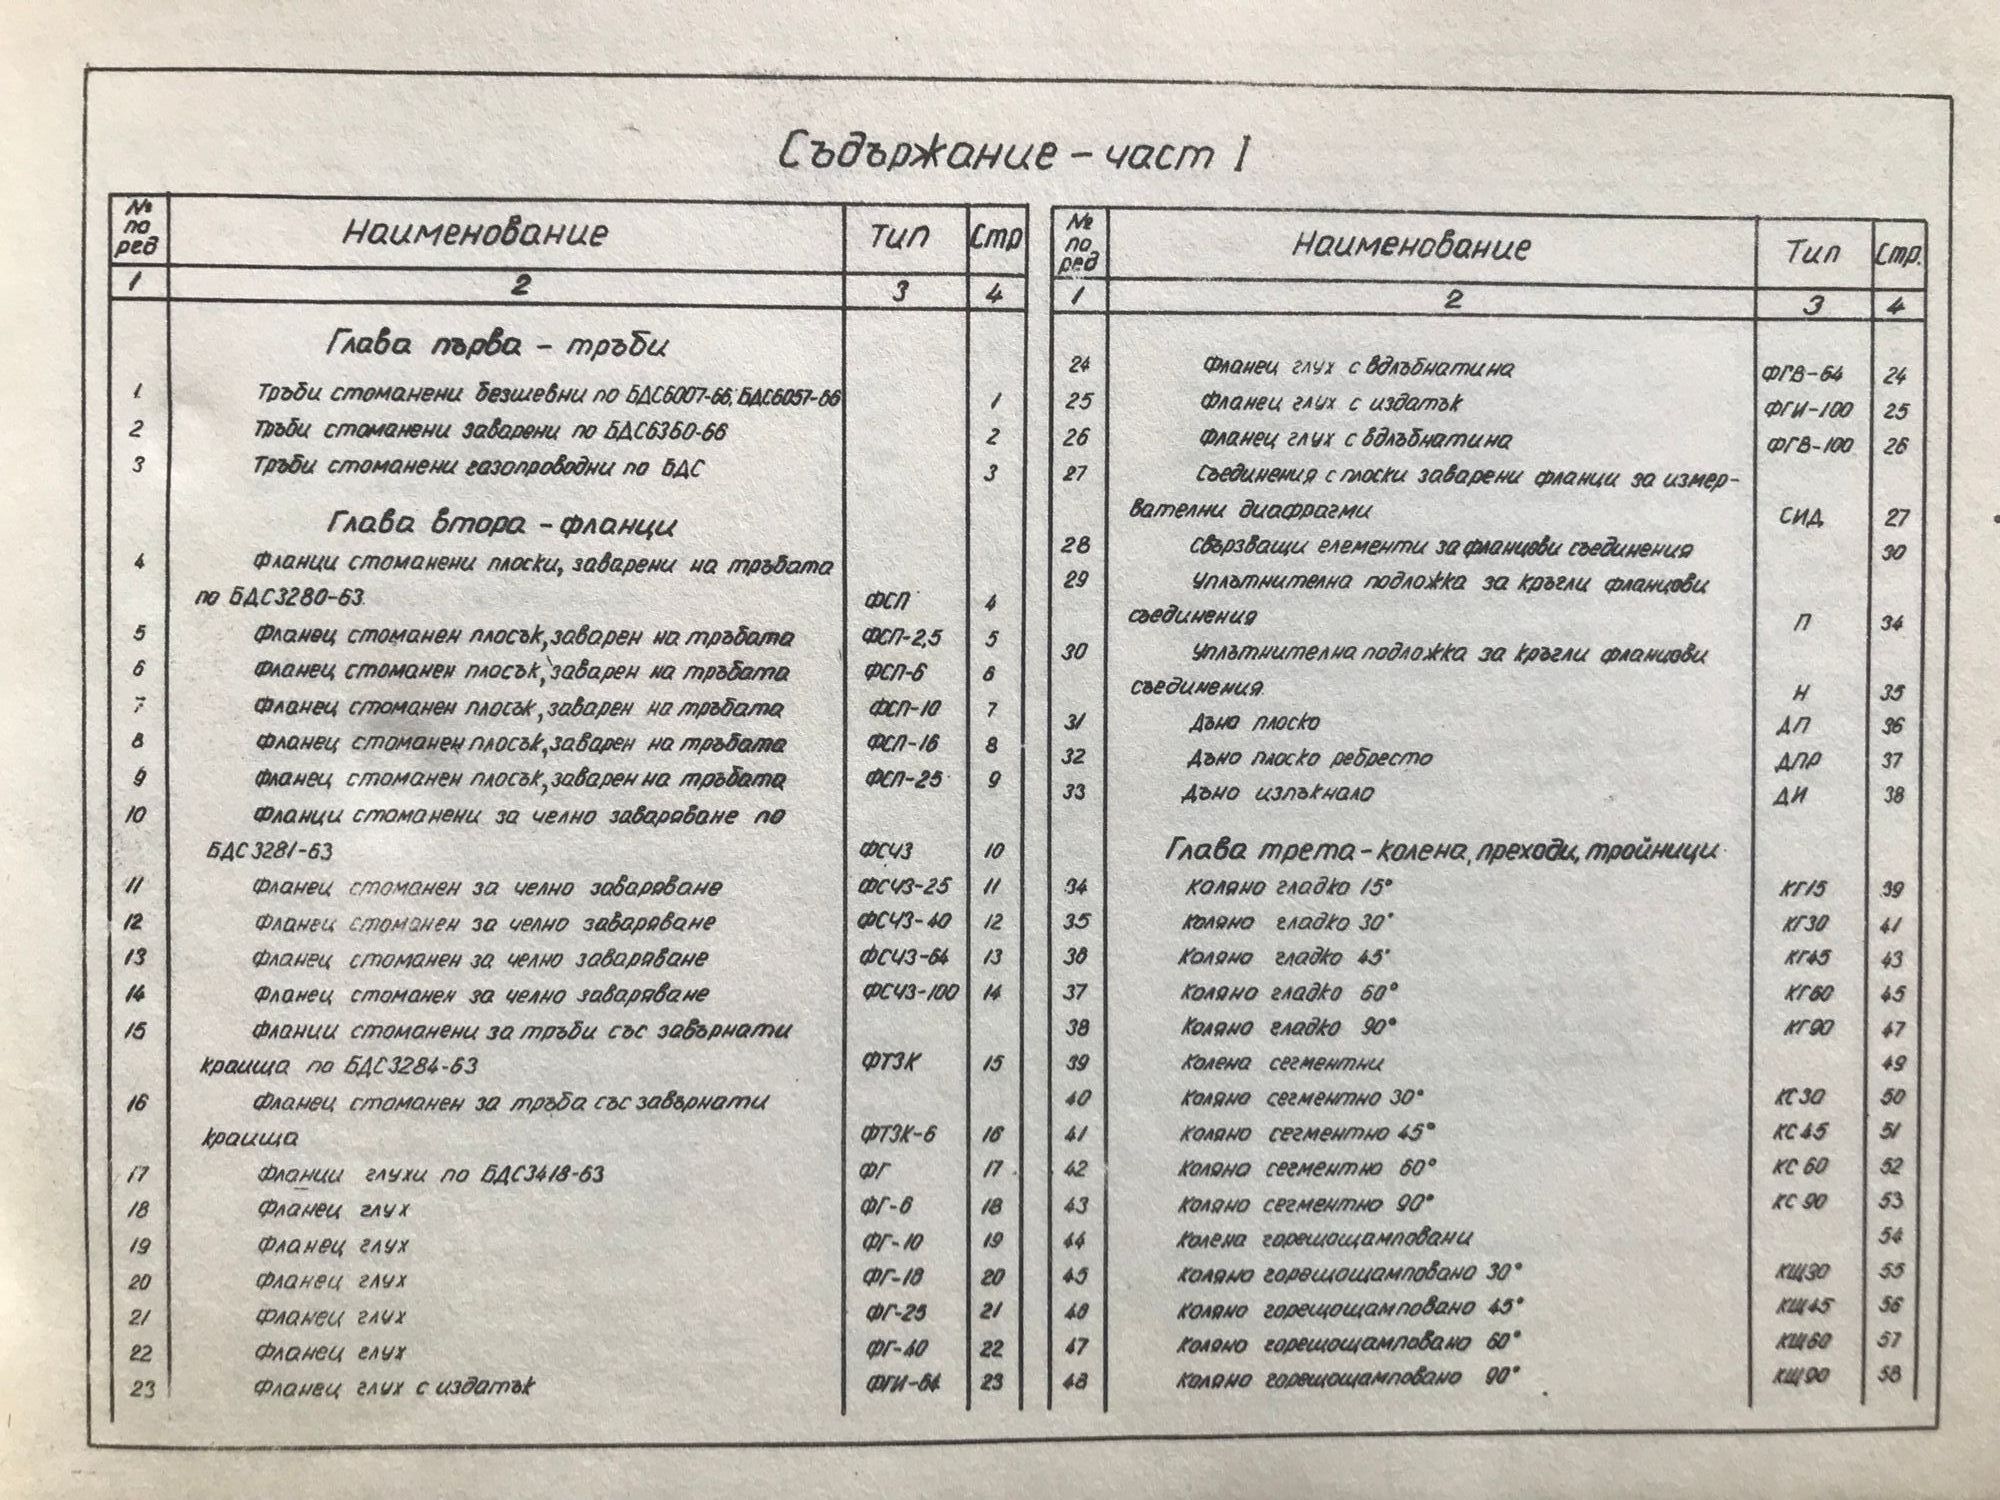 Съдържание – част I
№ по ред Наименование Тип Стр
1 2 3 4
Глава първа – тръби
1. Тръби стоманени безшевни по БДС6007-66, БДС6057-66 1
2 Тръби стоманени заварени по БДС6360-66 2
3 Тръби стоманени газопроводни по БДС 3
Глава втора – фланци
4 Фланци стоманени плоски, заварени на тръбата
по БДС3280-63 ФСП 4
5 Фланец стоманен плосък, заварен на тръбата ФСП-2,5 5
6 Фланец стоманен плосък, заварен на тръбата ФСП-6 6
7 Фланец стоманен плосък, заварен на тръбата ФСП-10 7
8 Фланец стоманен плосък, заварен на тръбата ФСП-16 8
9 Фланец стоманен плосък, заварен на тръбата ФСП-25 9
10 Фланци стоманени за челно заваряване по
БДС3281-63 ФСЧЗ 10
11 Фланец стоманен за челно заваряване ФСЧЗ-25 11
12 Фланец стоманен за челно заваряване ФСЧЗ-40 12
13 Фланец стоманен за челно заваряване ФСЧЗ-64 13
14 Фланец стоманен за челно заваряване ФСЧЗ-100 14
15 Фланци стоманени за тръби със завърнати
краища по БДС3284-63 ФТЗК 15
16 Фланец стоманен за тръба със завърнати
краища ФТЗК-6 16
17 Фланци глухи по БДС3418-63 ФГ 17
18 Фланец глух ФГ-6 18
19 Фланец глух ФГ-10 19
20 Фланец глух ФГ-16 20
21 Фланец глух ФГ-25 21
22 Фланец глух ФГ-40 22
23 Фланец глух с издатък ФГИ-64 23
№ по ред Наименование Тип Стр.
1 2 3 4
24 Фланец глух с вдлъбнатина ФГВ-64 24
25 Фланец глух с издатък ФГИ-100 25
26 Фланец глух с вдлъбнатина ФГВ-100 26
27 Съединения с плоски заварени фланци за измер-
вателни диафрагми СИД 27
28 Свързващи елементи за фланцови съединения 30
29 Уплътнителна подложка за кръгли фланцови
съединения П 34
30 Уплътнителна подложка за кръгли фланцови
съединения Н 35
31 Дъно плоско ДП 36
32 Дъно плоско ребресто ДПР 37
33 Дъно изпъкнало ДИ 38
Глава трета – колена, преходи, тройници
34 Коляно гладко 15° КГ15 39
35 Коляно гладко 30° КГ30 41
36 Коляно гладко 45° КГ45 43
37 Коляно гладко 60° КГ60 45
38 Коляно гладко 90° КГ90 47
39 Колена сегментни 49
40 Коляно сегментно 30° КС30 50
41 Коляно сегментно 45° КС45 51
42 Коляно сегментно 60° КС60 52
43 Коляно сегментно 90° КС90 53
44 Колена горещощамповани 54
45 Коляно горещощамповано 30° КЩ30 55
46 Коляно горещощамповано 45° КЩ45 56
47 Коляно горещощамповано 60° КЩ60 57
48 Коляно горещощамповано 90° КЩ90 58